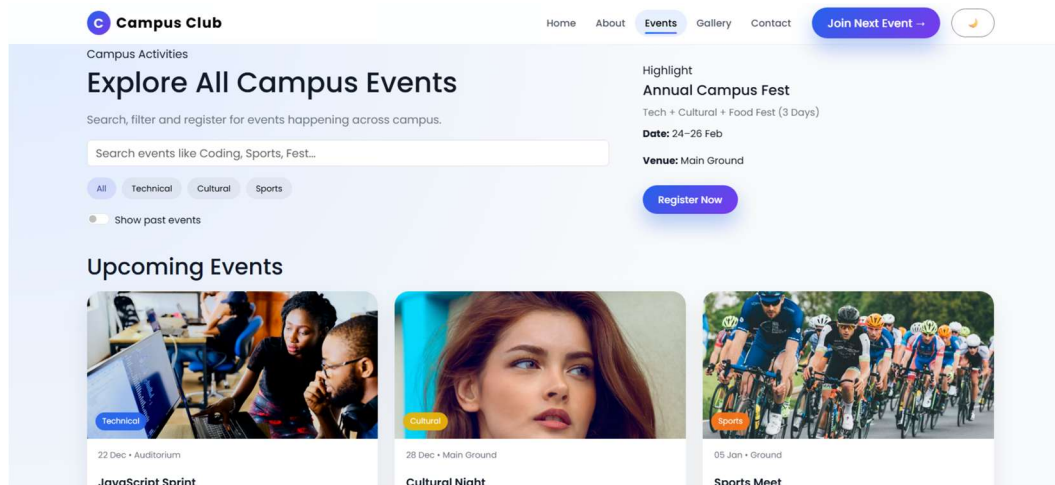 C Campus Club
Home About Events Gallery Contact Join Next Event →
Campus Activities
Explore All Campus Events
Search, filter and register for events happening across campus.
Search events like Coding, Sports, Fest...
All Technical Cultural Sports
Show past events
Highlight
Annual Campus Fest
Tech + Cultural + Food Fest (3 Days)
Date: 24–26 Feb
Venue: Main Ground
Register Now
Upcoming Events
Technical
22 Dec • Auditorium
JavaScript Sprint
Cultural
28 Dec • Main Ground
Cultural Night
Sports
05 Jan • Ground
Sports Meet